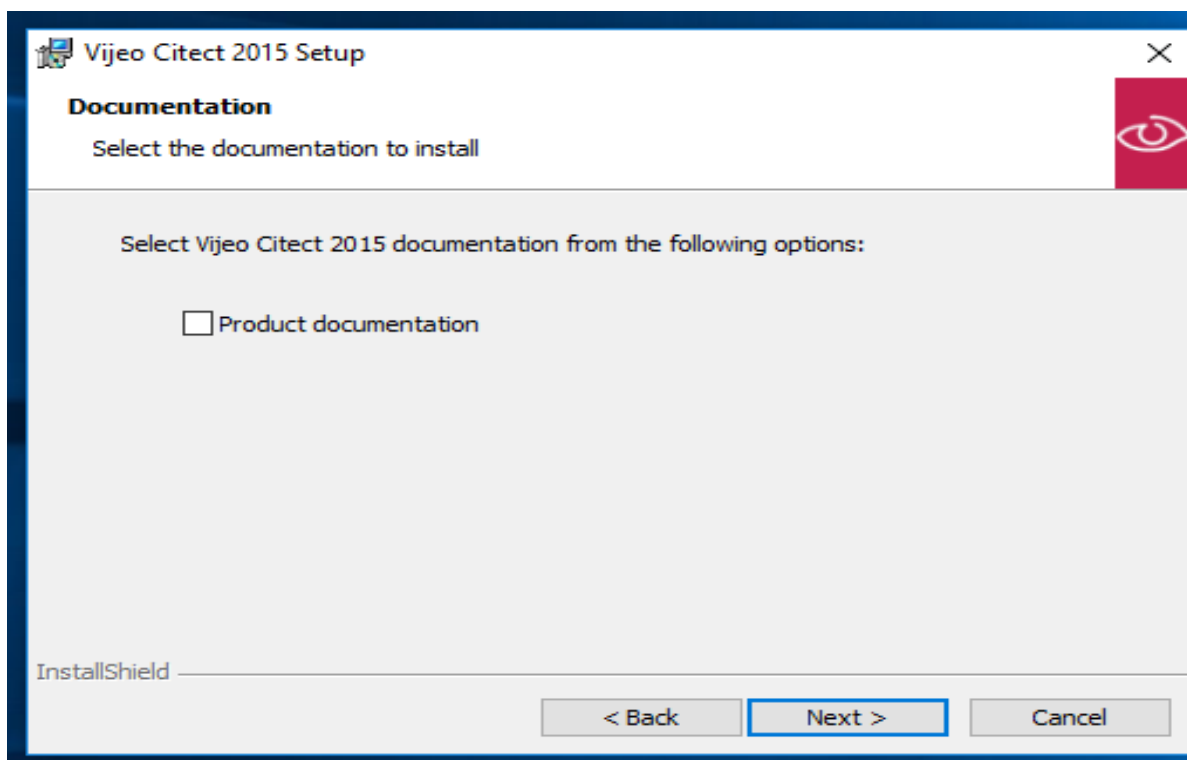 Vijeo Citect 2015 Setup
Documentation
Select the documentation to install
Select Vijeo Citect 2015 documentation from the following options:
Product documentation
InstallShield
< Back
Next >
Cancel